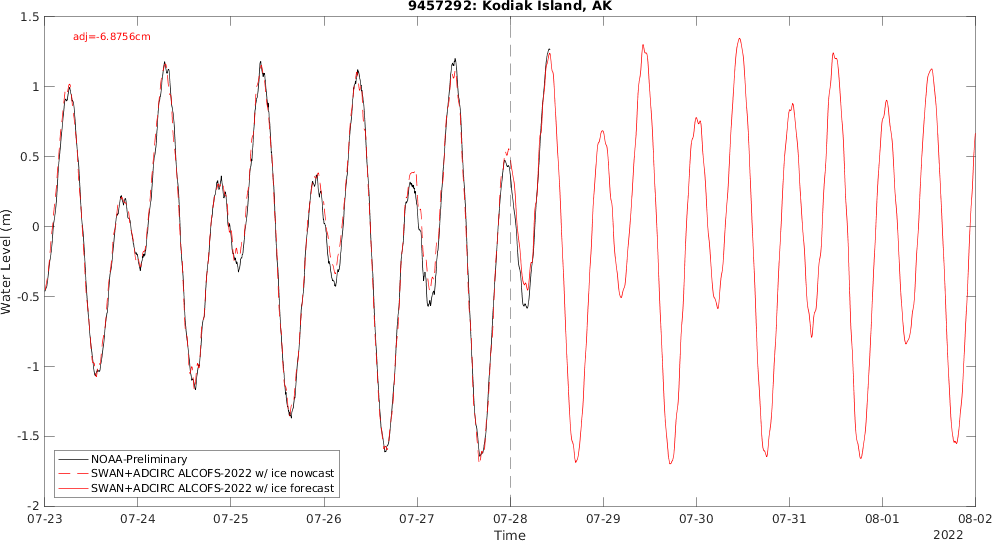 9457292: Kodiak Island, AK
adj=-6.8756cm
1.5
1
0.5
0
-0.5
-1
-1.5
-2
Water Level (m)
NOAA-Preliminary
SWAN+ADCIRC ALCOFS-2022 w/ ice nowcast
SWAN+ADCIRC ALCOFS-2022 w/ ice forecast
07-23 07-24 07-25 07-26 07-27 07-28 07-29 07-30 07-31 08-01 08-02
Time
2022